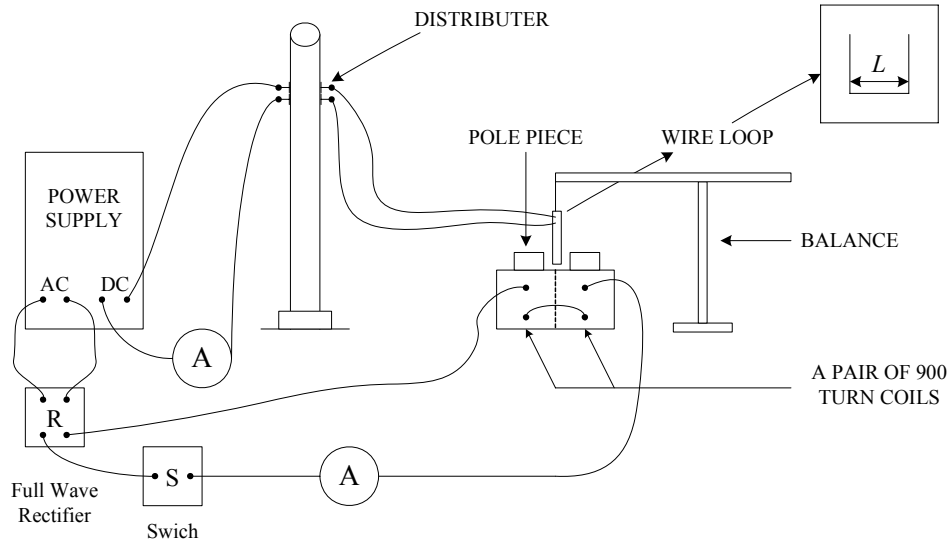 DISTRIBUTER
L
POLE PIECE
WIRE LOOP
POWER
SUPPLY
BALANCE
AC
DC
A
A PAIR OF 900
TURN COILS
R
S
A
Full Wave
Rectifier
Swich